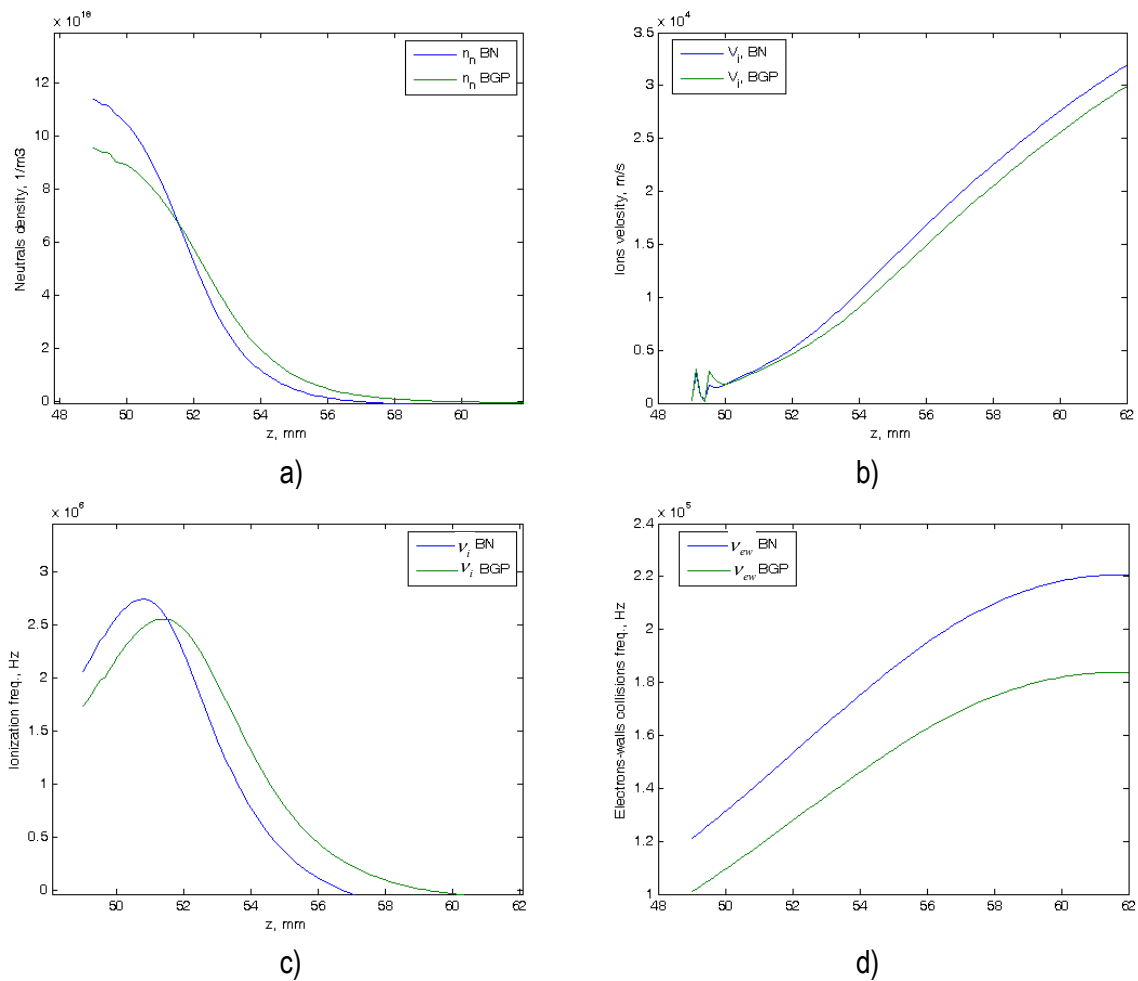 x 10
n_n BN
n_n BGP
12
10
8
6
4
2
0
Neutrals density, 1/m3
48 50 52 54 56 58 60
z, mm
a)
x 10^4
V_i, BN
V_i, BGP
3.5
3
2.5
2
1.5
1
0.5
0
Ions velosity, m/s
48 50 52 54 56 58 60 62
z, mm
b)
x 10^6
ν_i BN
ν_i BGP
3
2.5
2
1.5
1
0.5
0
Ionization freq., Hz
50 52 54 56 58 60 62
z, mm
c)
x 10^5
ν_ew BN
ν_ew BGP
2.4
2.2
2
1.8
1.6
1.4
1.2
1
Electrons-walls collisions freq., Hz
48 50 52 54 56 58 60 62
d)